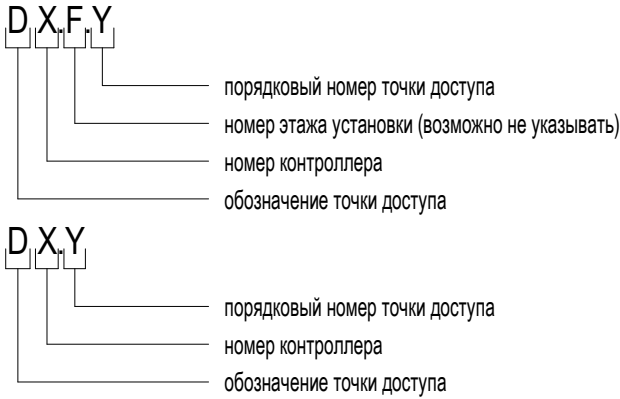 D X.F.Y
порядковый номер точки доступа
номер этажа установки (возможно не указывать)
номер контроллера
обозначение точки доступа
D X.Y
порядковый номер точки доступа
номер контроллера
обозначение точки доступа